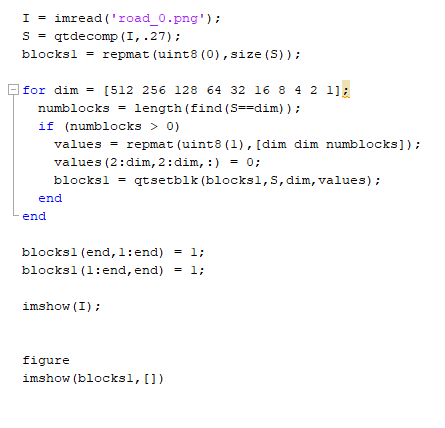 I = imread('road_0.png');
S = qtdecomp(I,.27);
blocks1 = repmat(uint8(0),size(S));
for dim = [512 256 128 64 32 16 8 4 2 1];
numblocks = length(find(S==dim));
if (numblocks > 0)
values = repmat(uint8(1),[dim dim numblocks]);
values(2:dim,2:dim,:) = 0;
blocks1 = qtsetblk(blocks1,S,dim,values);
end
end
blocks1(end,1:end) = 1;
blocks1(1:end,end) = 1;
imshow(I);
figure
imshow(blocks1,[])